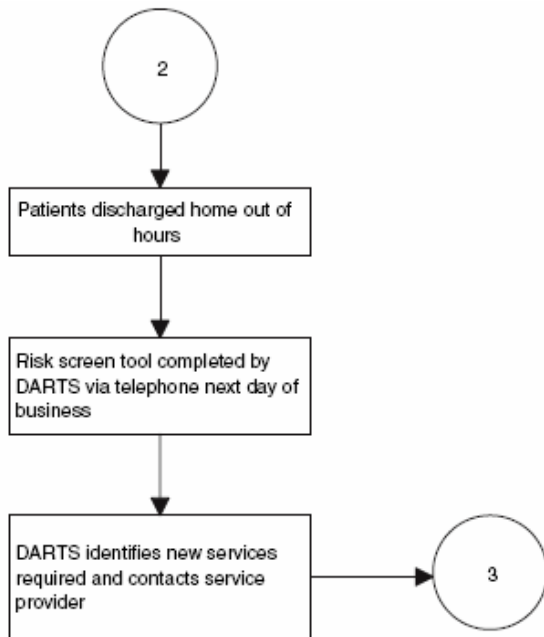 2
Patients discharged home out of
hours
Risk screen tool completed by
DARTS via telephone next day of
business
DARTS identifies new services
required and contacts service
provider
3